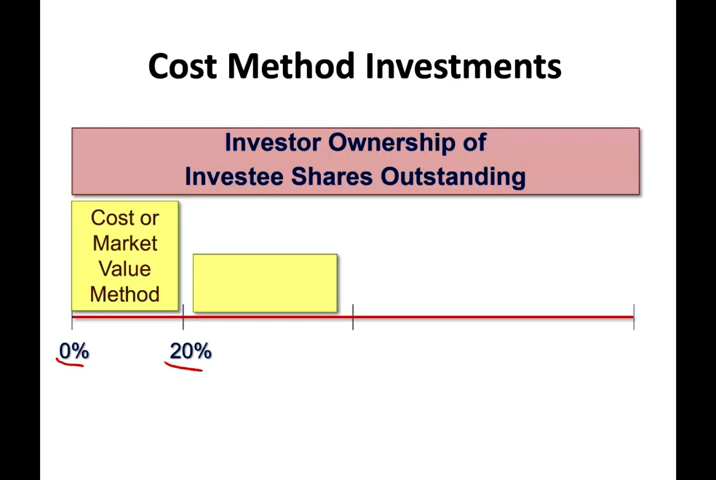 Cost Method Investments
Investor Ownership of
Investee Shares Outstanding
Cost or
Market
Value
Method
0%
20%